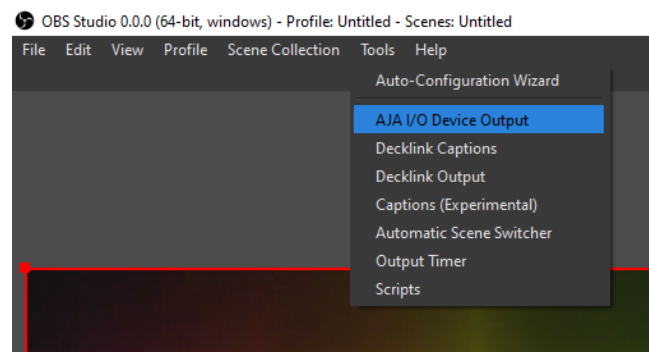 OBS Studio 0.0.0 (64-bit, windows) - Profile: Untitled - Scenes: Untitled
File Edit View Profile Scene Collection Tools Help
Auto-Configuration Wizard
AJA I/O Device Output
Decklink Captions
Decklink Output
Captions (Experimental)
Automatic Scene Switcher
Output Timer
Scripts